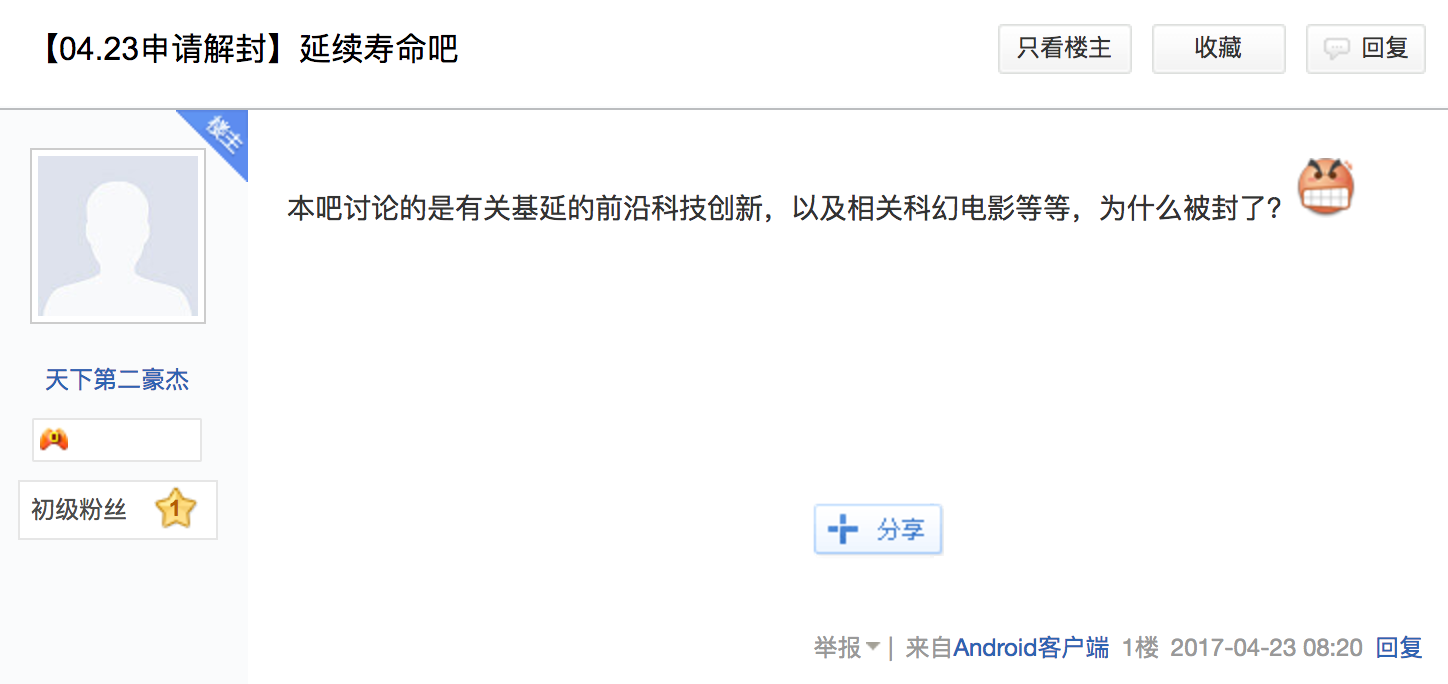 【04.23申请解封】延续寿命吧
只看楼主
收藏
回复
楼主
本吧讨论的是有关基延的前沿科技创新，以及相关科幻电影等等，为什么被封了？
天下第二豪杰
初级粉丝 1
分享
举报 | 来自Android客户端 1楼 2017-04-23 08:20 回复